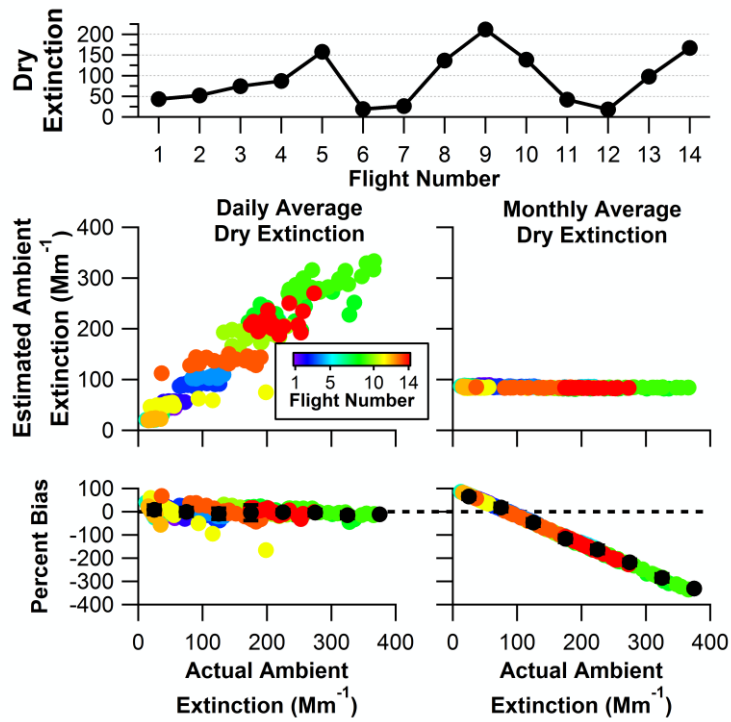 Dry
Extinction
200
150
100
50
0
1 2 3 4 5 6 7 8 9 10 11 12 13 14
Flight Number
Daily Average
Dry Extinction
Monthly Average
Dry Extinction
Estimated Ambient
Extinction (Mm⁻¹)
400
300
200
100
0
1 5 10 14
Flight Number
Percent Bias
100
0
-100
-200
-300
-400
0 100 200 300 400
0 100 200 300 400
Actual Ambient
Extinction (Mm⁻¹)
Actual Ambient
Extinction (Mm⁻¹)